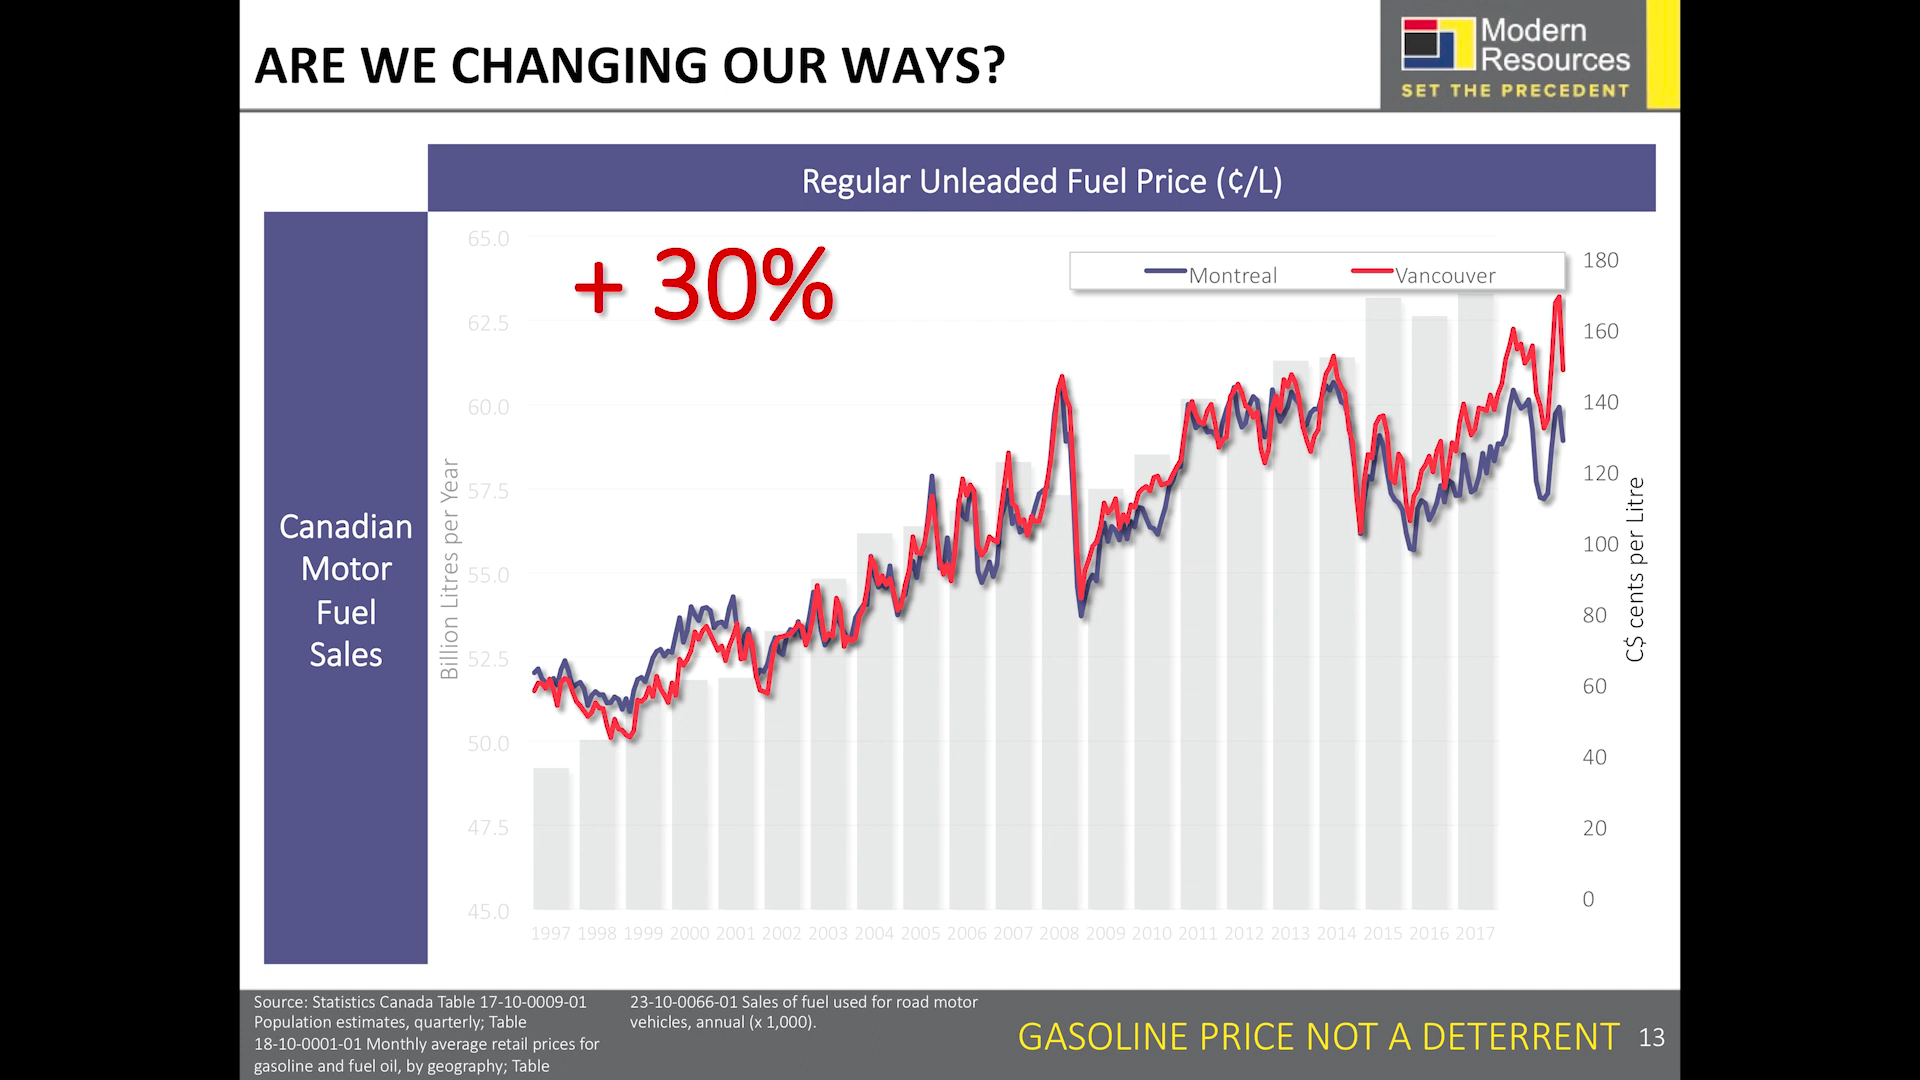 ARE WE CHANGING OUR WAYS?
Modern
Resources
SET THE PRECEDENT
Regular Unleaded Fuel Price (¢/L)
Canadian
Motor
Fuel
Sales
+ 30%
Montreal
Vancouver
Billion Litres per Year
65.0
62.5
60.0
57.5
55.0
52.5
50.0
47.5
45.0
180
160
140
120
100
80
60
40
20
0
C$ cents per Litre
1997 1998 1999 2000 2001 2002 2003 2004 2005 2006 2007 2008 2009 2010 2011 2012 2013 2014 2015 2016 2017
Source: Statistics Canada Table 17-10-0009-01
Population estimates, quarterly; Table
18-10-0001-01 Monthly average retail prices for
gasoline and fuel oil, by geography; Table
23-10-0066-01 Sales of fuel used for road motor
vehicles, annual (x 1,000).
GASOLINE PRICE NOT A DETERRENT
13